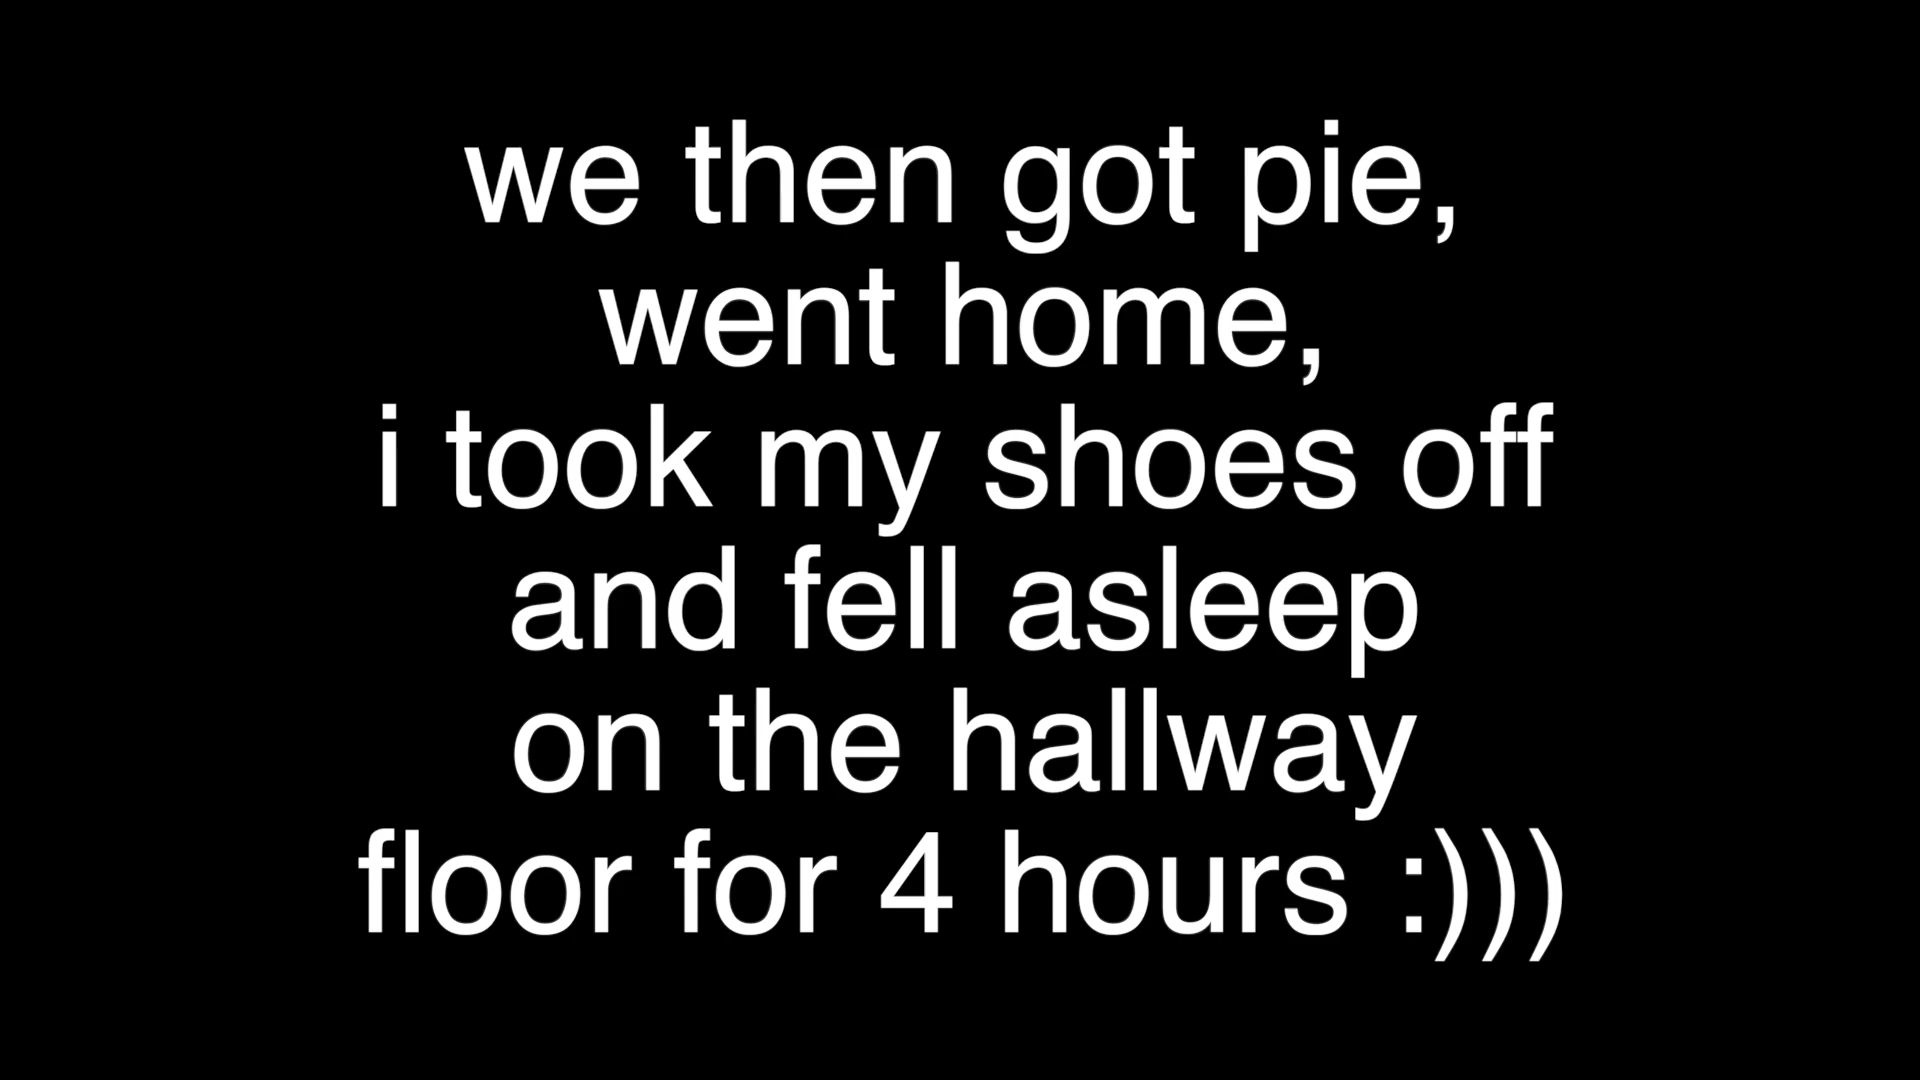 we then got pie,
went home,
i took my shoes off
and fell asleep
on the hallway
floor for 4 hours :)))